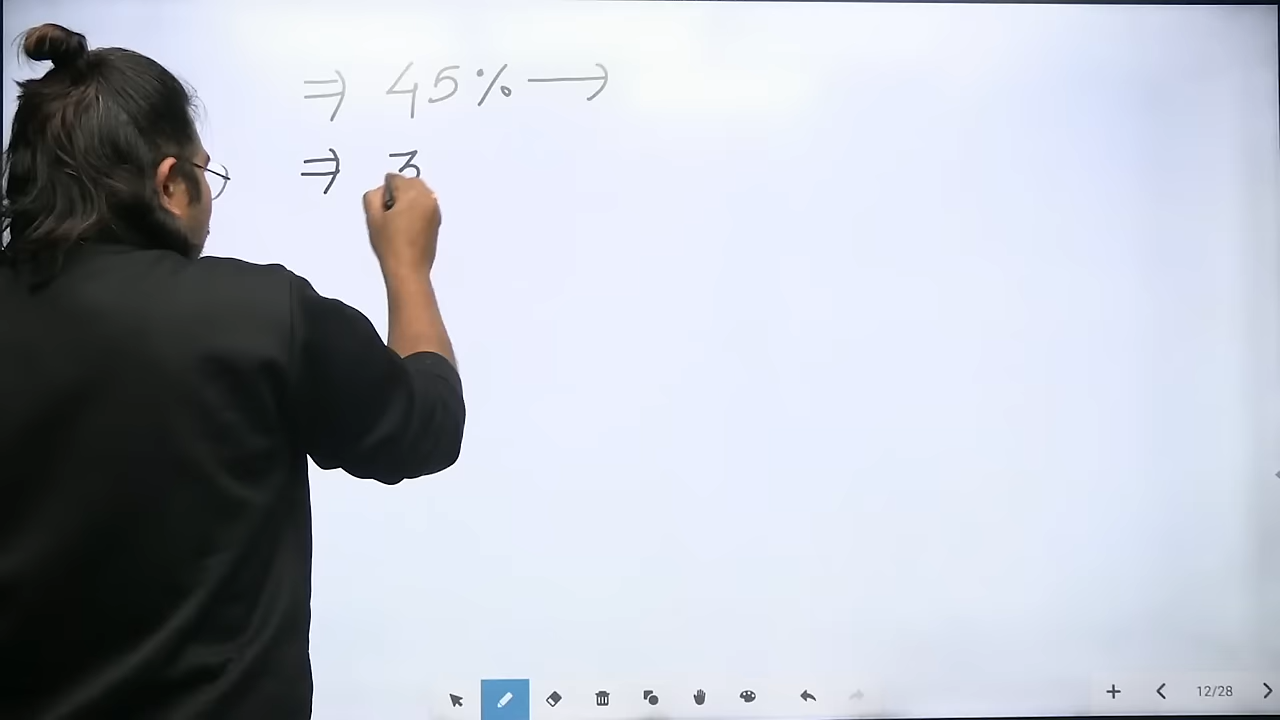 ⇒ 45% ⟶
⇒ 3
12/28